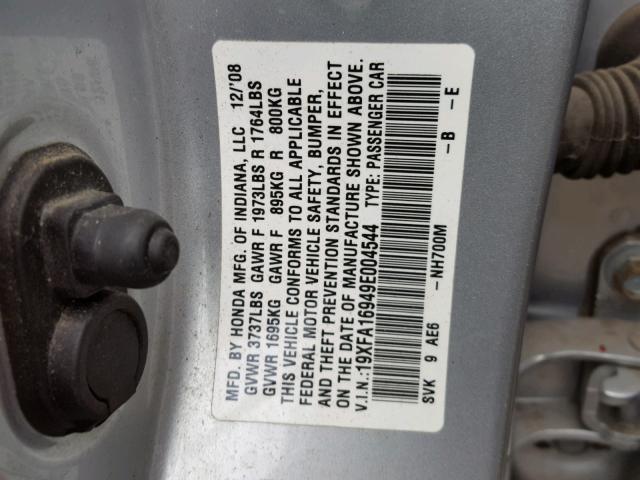 MFD. BY HONDA MFG. OF INDIANA, LLC 12/'08
GVWR 3737LBS GAWR F 1973LBS R 1764LBS
GVWR 1695KG GAWR F 895KG R 800KG
THIS VEHICLE CONFORMS TO ALL APPLICABLE
FEDERAL MOTOR VEHICLE SAFETY, BUMPER,
AND THEFT PREVENTION STANDARDS IN EFFECT
ON THE DATE OF MANUFACTURE SHOWN ABOVE.
V.I.N.:19XFA16949E004544 TYPE: PASSENGER CAR
SVK 9 AE6 -NH700M -B -E